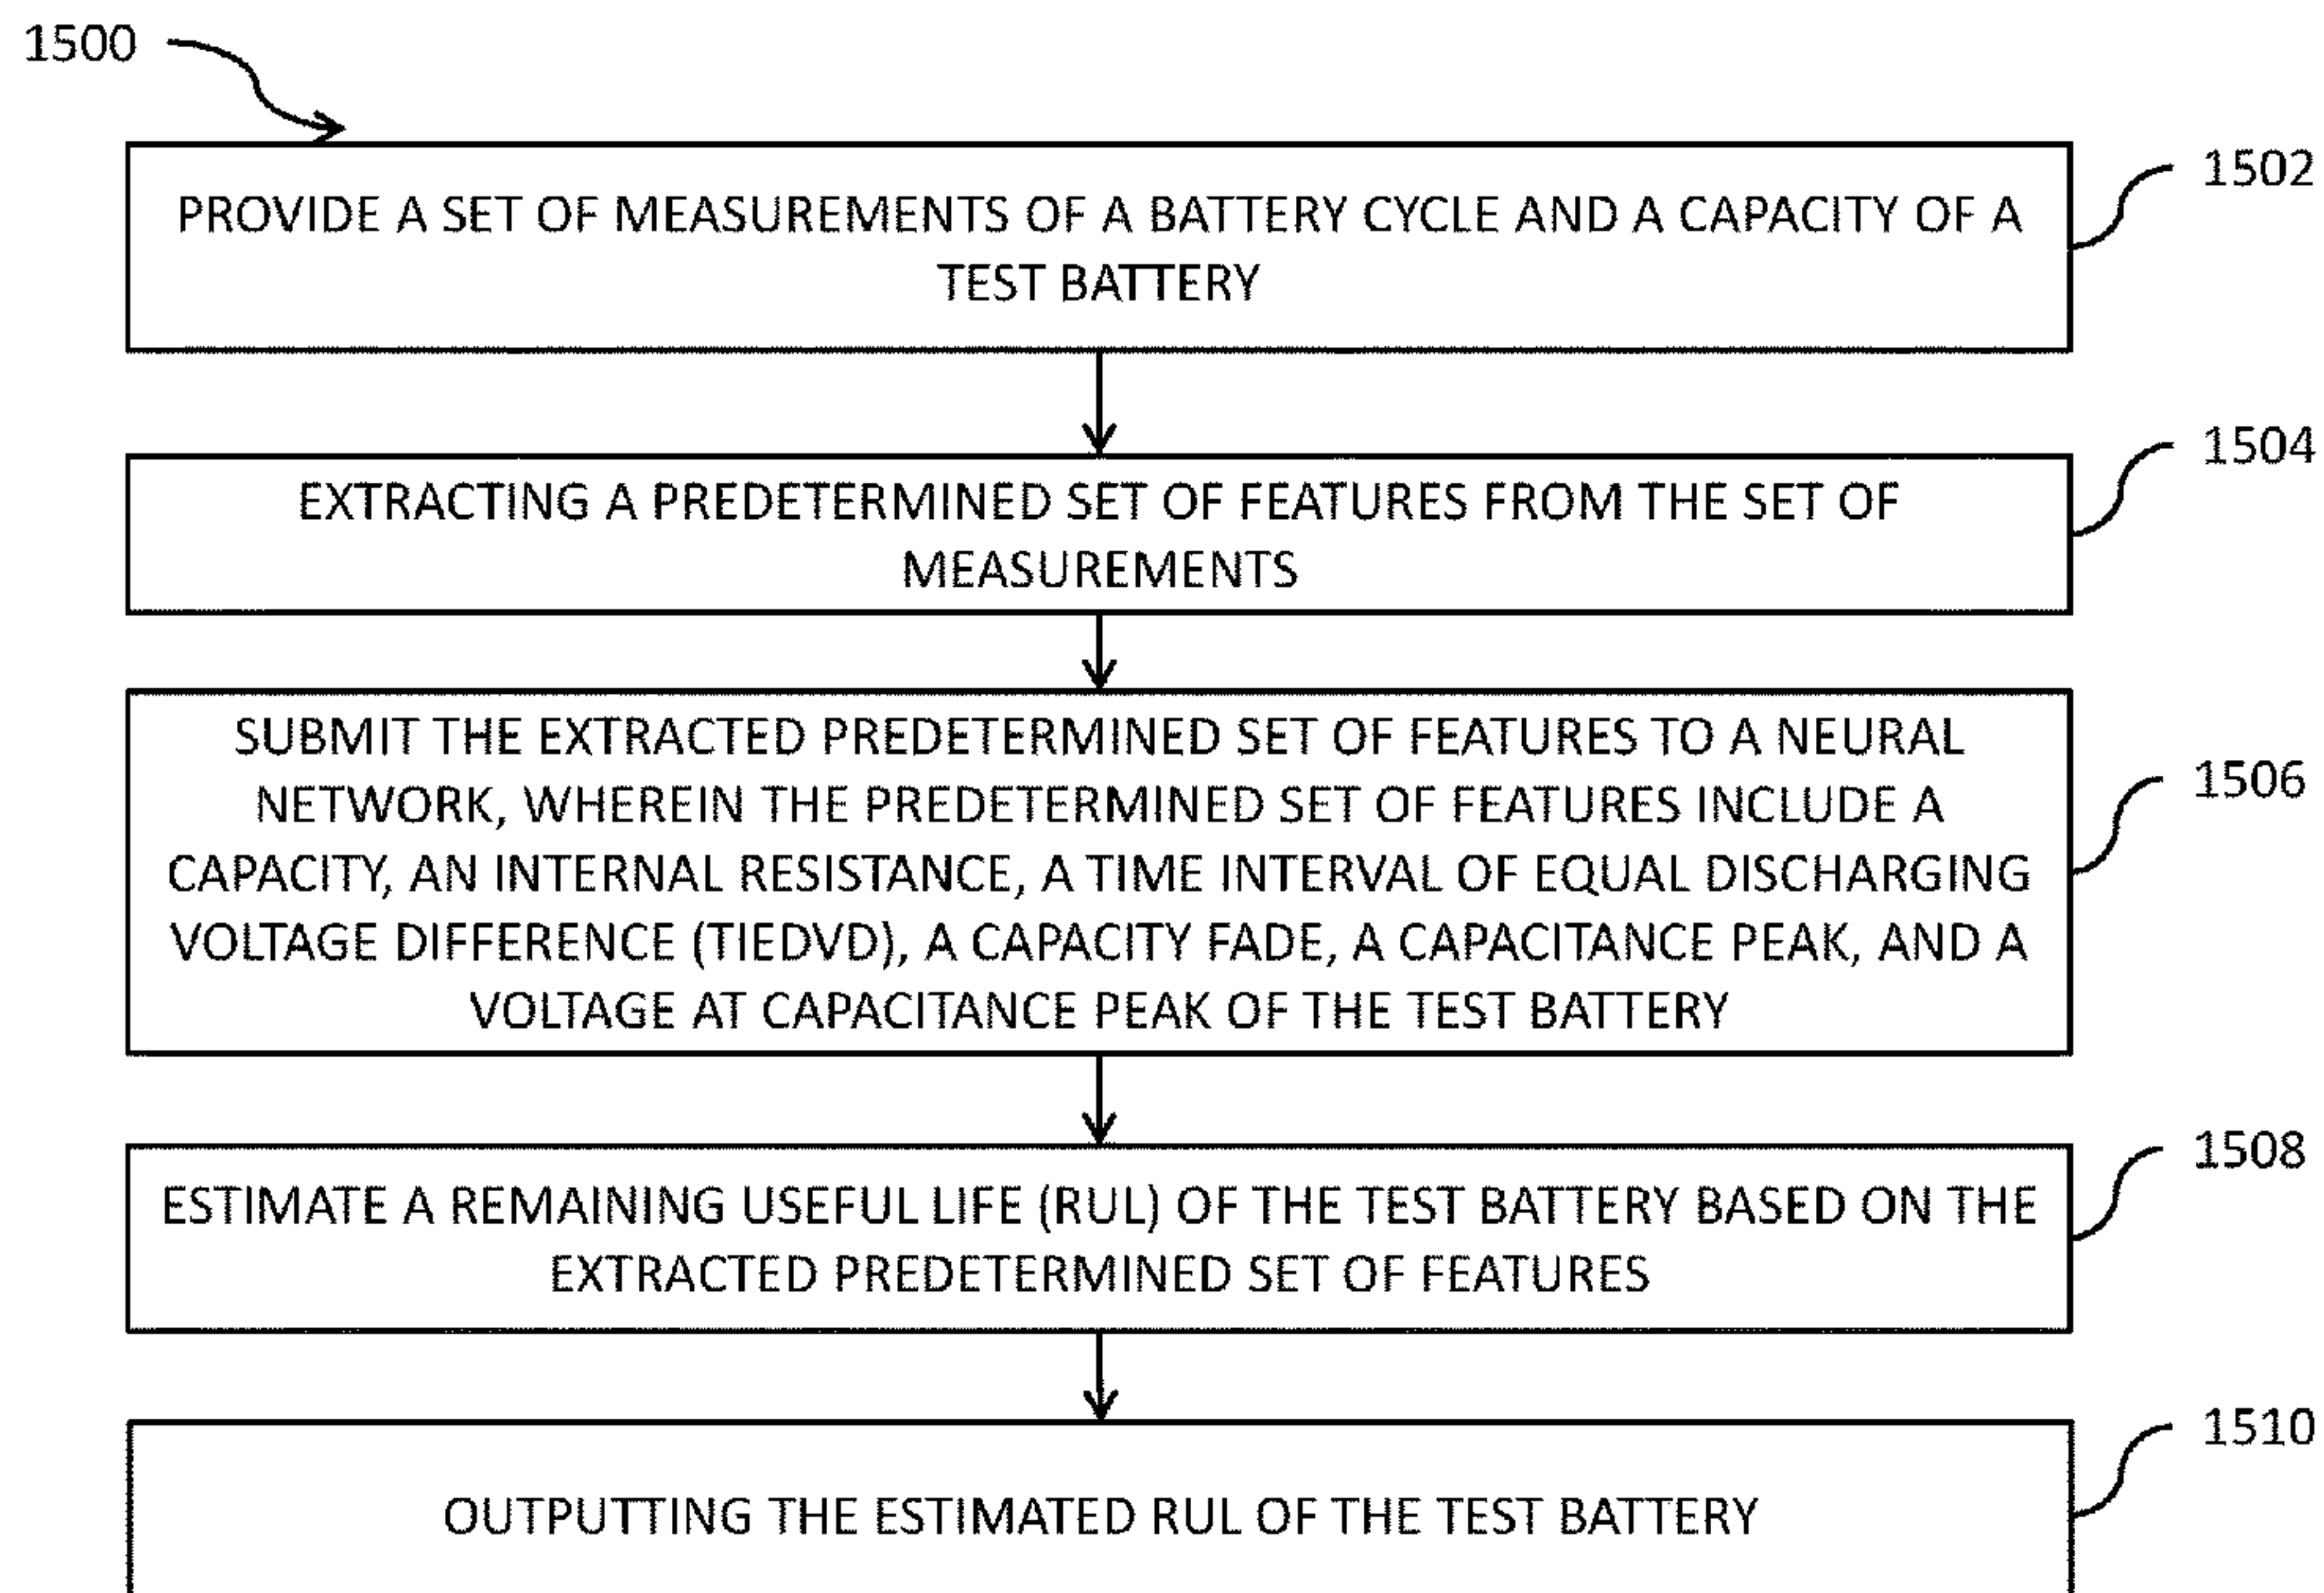 1500
PROVIDE A SET OF MEASUREMENTS OF A BATTERY CYCLE AND A CAPACITY OF A
TEST BATTERY
1502
EXTRACTING A PREDETERMINED SET OF FEATURES FROM THE SET OF
MEASUREMENTS
1504
SUBMIT THE EXTRACTED PREDETERMINED SET OF FEATURES TO A NEURAL
NETWORK, WHEREIN THE PREDETERMINED SET OF FEATURES INCLUDE A
CAPACITY, AN INTERNAL RESISTANCE, A TIME INTERVAL OF EQUAL DISCHARGING
VOLTAGE DIFFERENCE (TIEDVD), A CAPACITY FADE, A CAPACITANCE PEAK, AND A
VOLTAGE AT CAPACITANCE PEAK OF THE TEST BATTERY
1506
ESTIMATE A REMAINING USEFUL LIFE (RUL) OF THE TEST BATTERY BASED ON THE
EXTRACTED PREDETERMINED SET OF FEATURES
1508
OUTPUTTING THE ESTIMATED RUL OF THE TEST BATTERY
1510